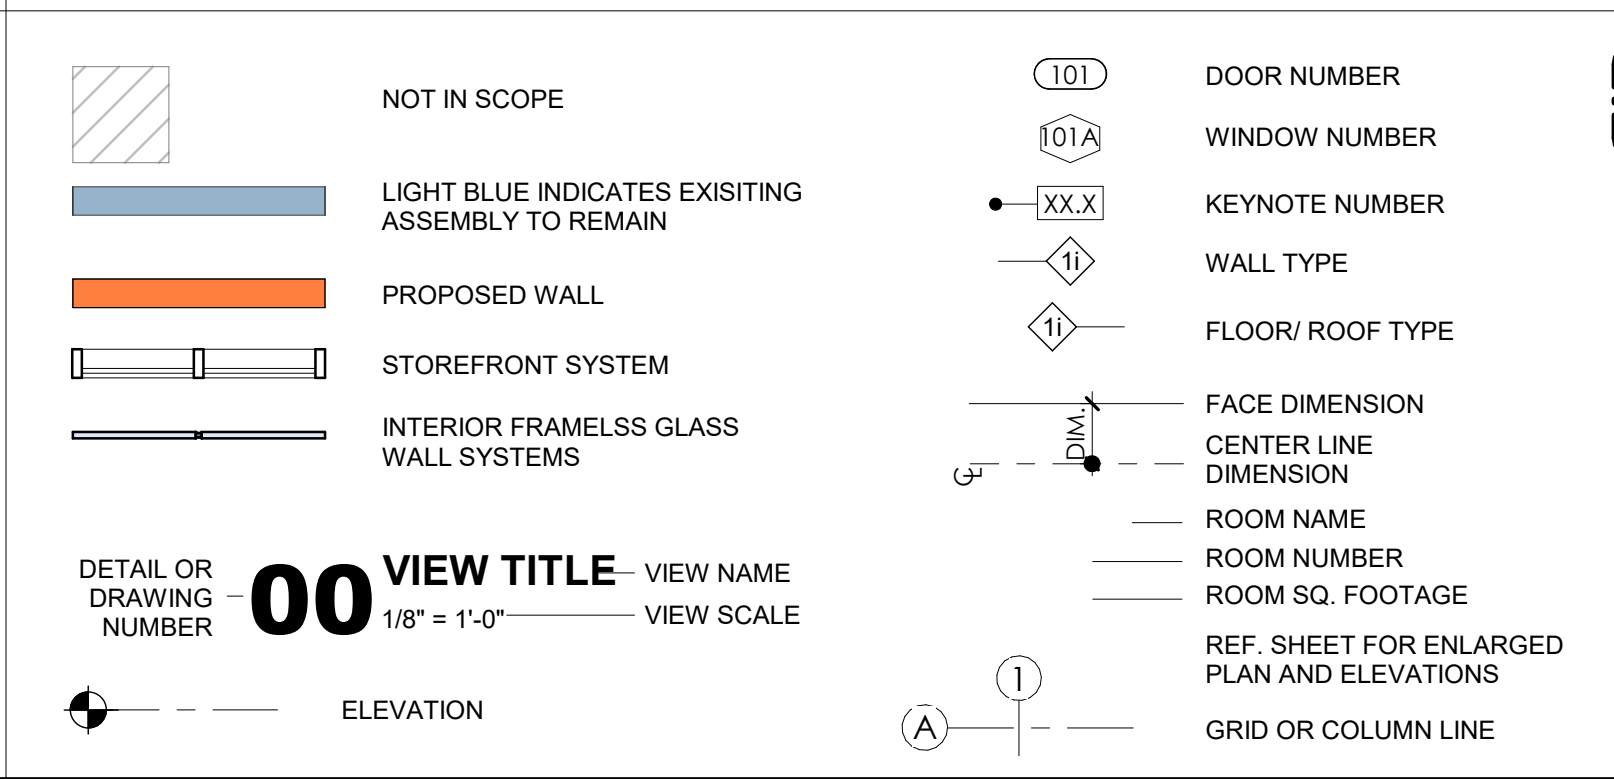 NOT IN SCOPE
LIGHT BLUE INDICATES EXISITING
ASSEMBLY TO REMAIN
PROPOSED WALL
STOREFRONT SYSTEM
INTERIOR FRAMELSS GLASS
WALL SYSTEMS
DETAIL OR
DRAWING
NUMBER
00
VIEW TITLE
VIEW NAME
1/8" = 1'-0"
VIEW SCALE
ELEVATION
101
DOOR NUMBER
101A
WINDOW NUMBER
XX.X
KEYNOTE NUMBER
1i
WALL TYPE
1i
FLOOR/ ROOF TYPE
FACE DIMENSION
DIM.
CL
CENTER LINE
DIMENSION
ROOM NAME
ROOM NUMBER
ROOM SQ. FOOTAGE
REF. SHEET FOR ENLARGED
PLAN AND ELEVATIONS
1
A
GRID OR COLUMN LINE